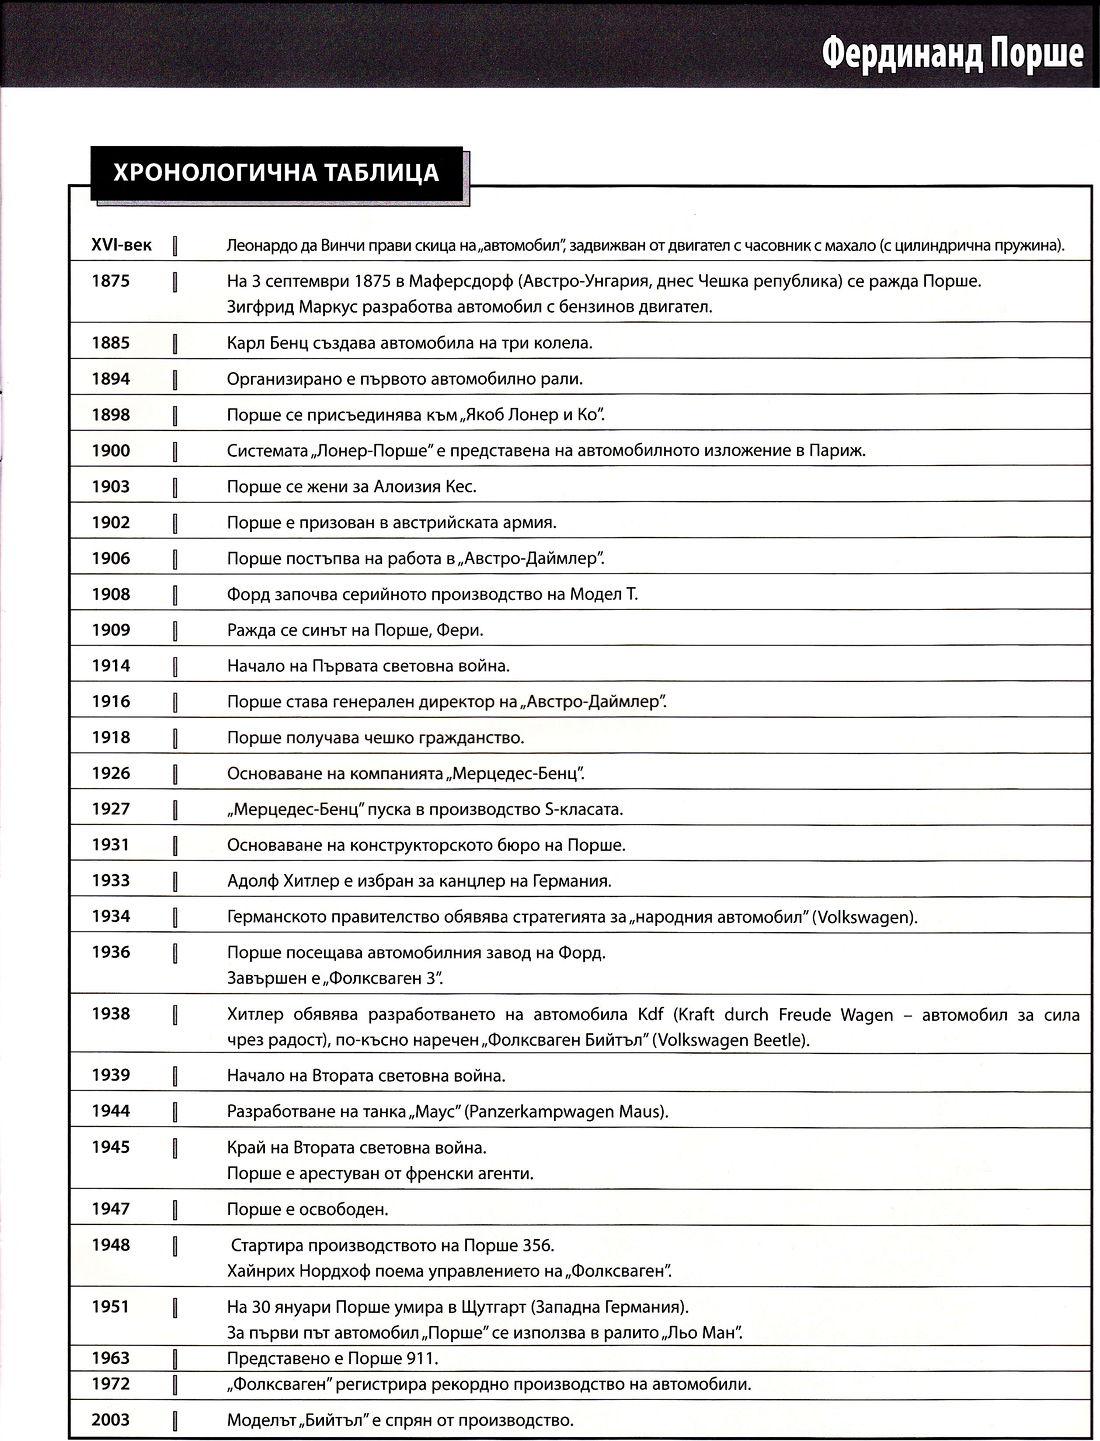 Фердинанд Порше
ХРОНОЛОГИЧНА ТАБЛИЦА
XVI-век Леонардо да Винчи прави скица на „автомобил”, задвижван от двигател с часовник с махало (с цилиндрична пружина).
1875 На 3 септември 1875 в Маферсдорф (Австро-Унгария, днес Чешка република) се ражда Порше.
Зигфрид Маркус разработва автомобил с бензинов двигател.
1885 Карл Бенц създава автомобила на три колела.
1894 Организирано е първото автомобилно рали.
1898 Порше се присъединява към „Якоб Лонер и Ко”.
1900 Системата „Лонер-Порше” е представена на автомобилното изложение в Париж.
1903 Порше се жени за Алоизия Кес.
1902 Порше е призован в австрийската армия.
1906 Порше постъпва на работа в „Австро-Даймлер”.
1908 Форд започва серийното производство на Модел Т.
1909 Ражда се синът на Порше, Фери.
1914 Начало на Първата световна война.
1916 Порше става генерален директор на „Австро-Даймлер”.
1918 Порше получава чешко гражданство.
1926 Основаване на компанията „Мерцедес-Бенц”.
1927 „Мерцедес-Бенц” пуска в производство S-класата.
1931 Основаване на конструкторското бюро на Порше.
1933 Адолф Хитлер е избран за канцлер на Германия.
1934 Германското правителство обявява стратегията за „народния автомобил” (Volkswagen).
1936 Порше посещава автомобилния завод на Форд.
Завършен е „Фолксваген 3”.
1938 Хитлер обявява разработването на автомобила Kdf (Kraft durch Freude Wagen – автомобил за сила
чрез радост), по-късно наречен „Фолксваген Бийтъл” (Volkswagen Beetle).
1939 Начало на Втората световна война.
1944 Разработване на танка „Маус” (Panzerkampwagen Maus).
1945 Край на Втората световна война.
Порше е арестуван от френски агенти.
1947 Порше е освободен.
1948 Стартира производството на Порше 356.
Хайнрих Нордхоф поема управлението на „Фолксваген”.
1951 На 30 януари Порше умира в Щутгарт (Западна Германия).
За първи път автомобил „Порше” се използва в ралито „Льо Ман”.
1963 Представено е Порше 911.
1972 „Фолксваген” регистрира рекордно производство на автомобили.
2003 Моделът „Бийтъл” е спрян от производство.